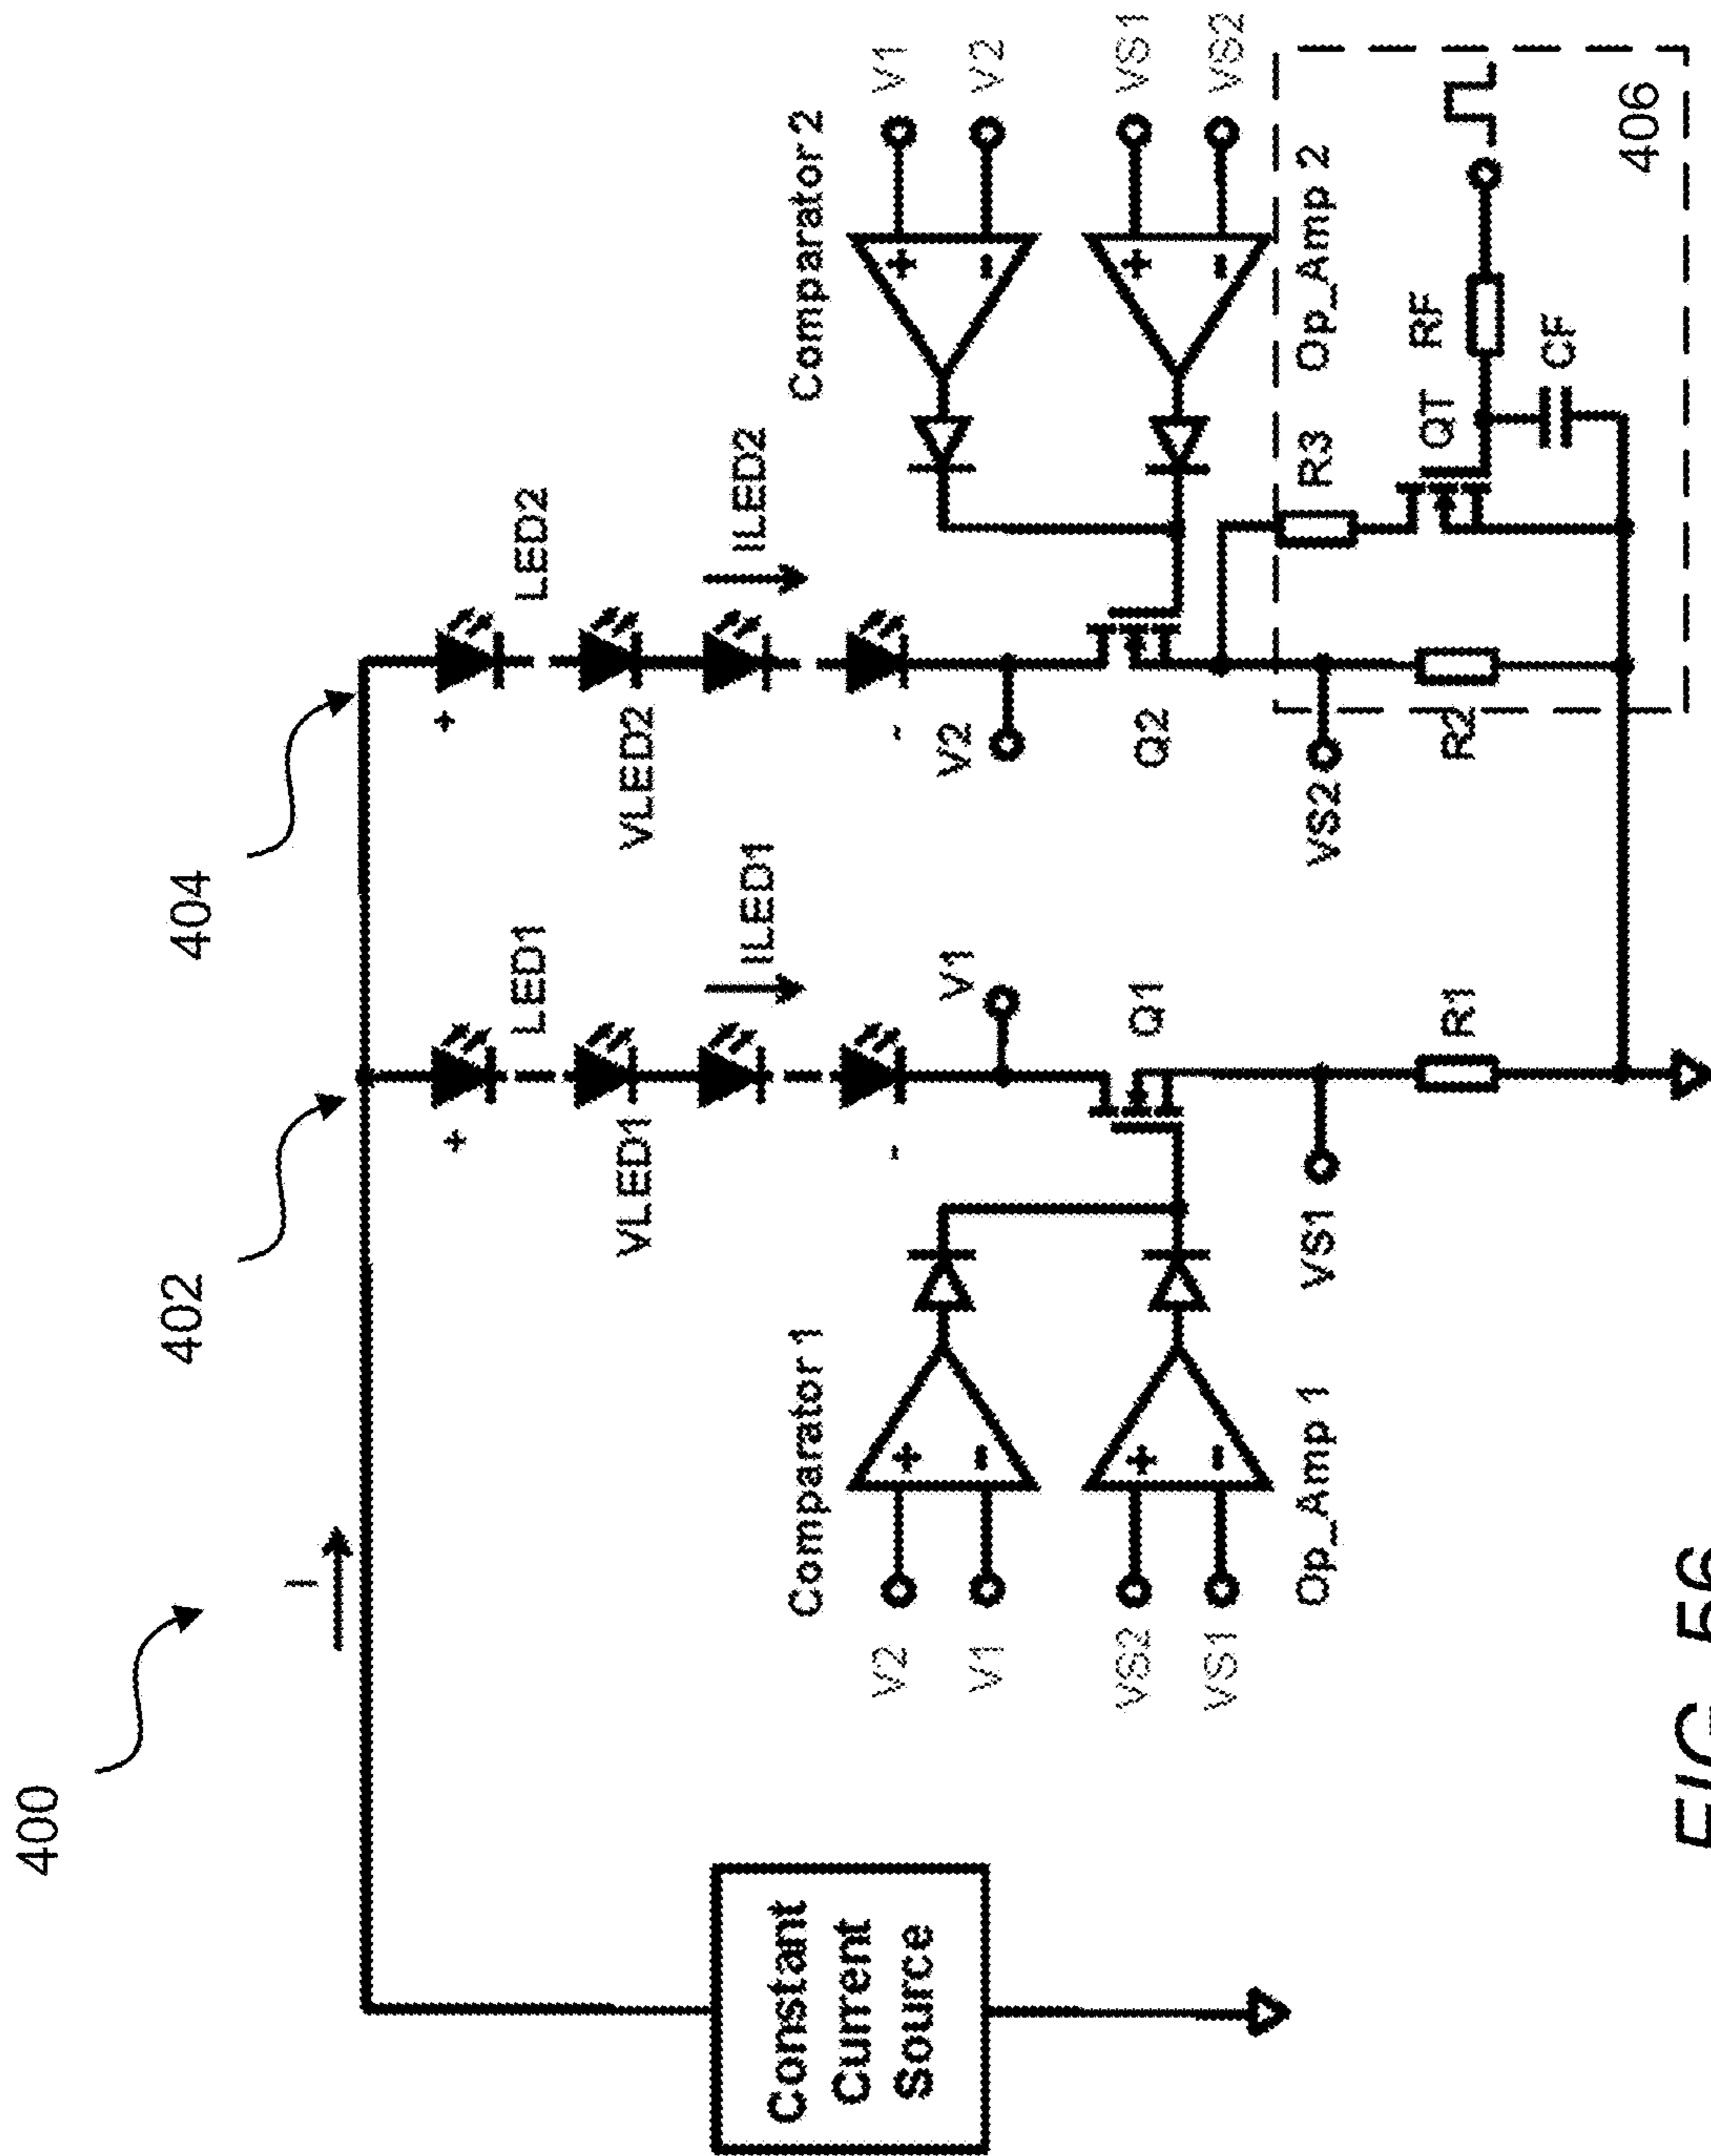 400
402
404
I
Constant
Current
Source
+
LED1
VLED1
ILED1
-
V1
+
LED2
VLED2
ILED2
-
V2
Comparator 1
V2
V1
+
-
VS2
VS1
+
-
Op_Amp 1
Q1
VS1
R1
Comparator 2
V1
V2
+
-
VS1
VS2
+
-
Op_Amp 2
Q2
VS2
R2
R3
QT
RF
CF
406
FIG. 56